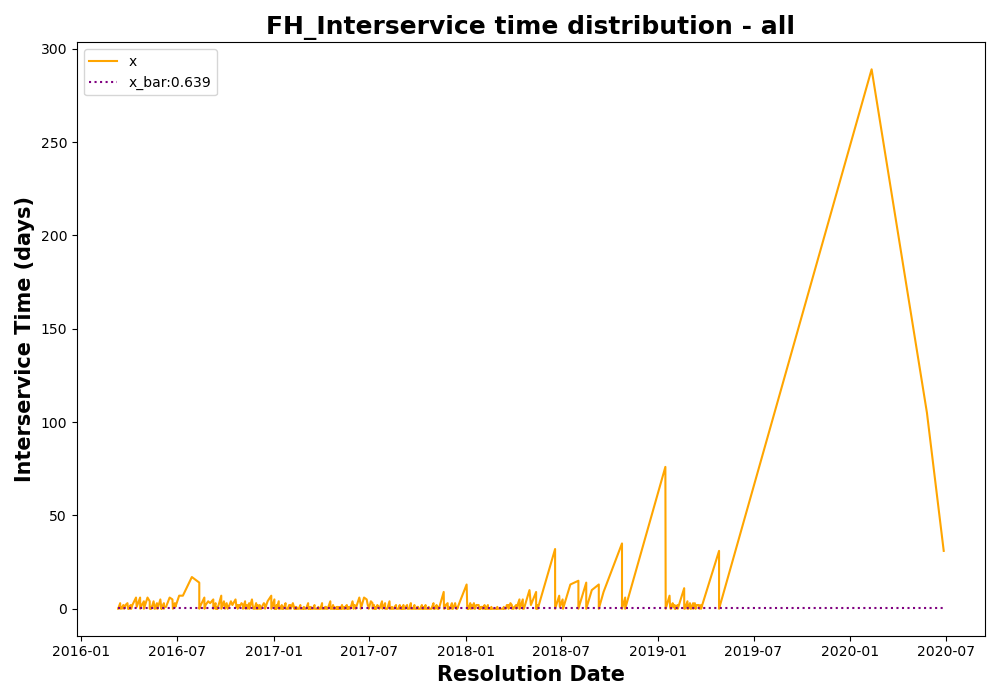 FH_Interservice time distribution - all
x
x_bar:0.639
Interservice Time (days)
300
250
200
150
100
50
0
2016-01 2016-07 2017-01 2017-07 2018-01 2018-07 2019-01 2019-07 2020-01 2020-07
Resolution Date